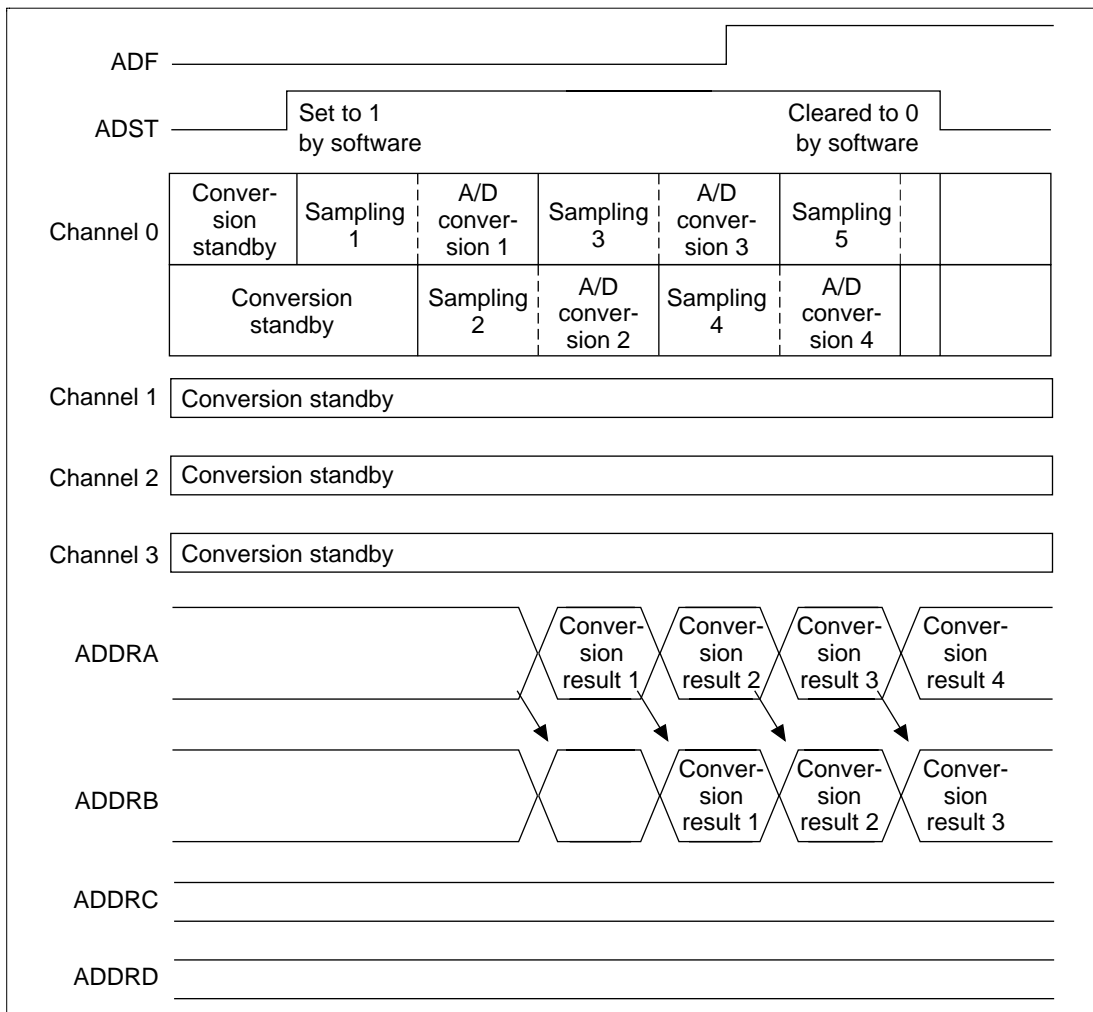 ADF
ADST
Set to 1
by software
Cleared to 0
by software
Channel 0
Conver-
sion
standby
Sampling
1
A/D
conver-
sion 1
Sampling
3
A/D
conver-
sion 3
Sampling
5
Conversion
standby
Sampling
2
A/D
conver-
sion 2
Sampling
4
A/D
conver-
sion 4
Channel 1
Conversion standby
Channel 2
Conversion standby
Channel 3
Conversion standby
ADDRA
Conver-
sion
result 1
Conver-
sion
result 2
Conver-
sion
result 3
Conver-
sion
result 4
ADDRB
Conver-
sion
result 1
Conver-
sion
result 2
Conver-
sion
result 3
ADDRC
ADDRD